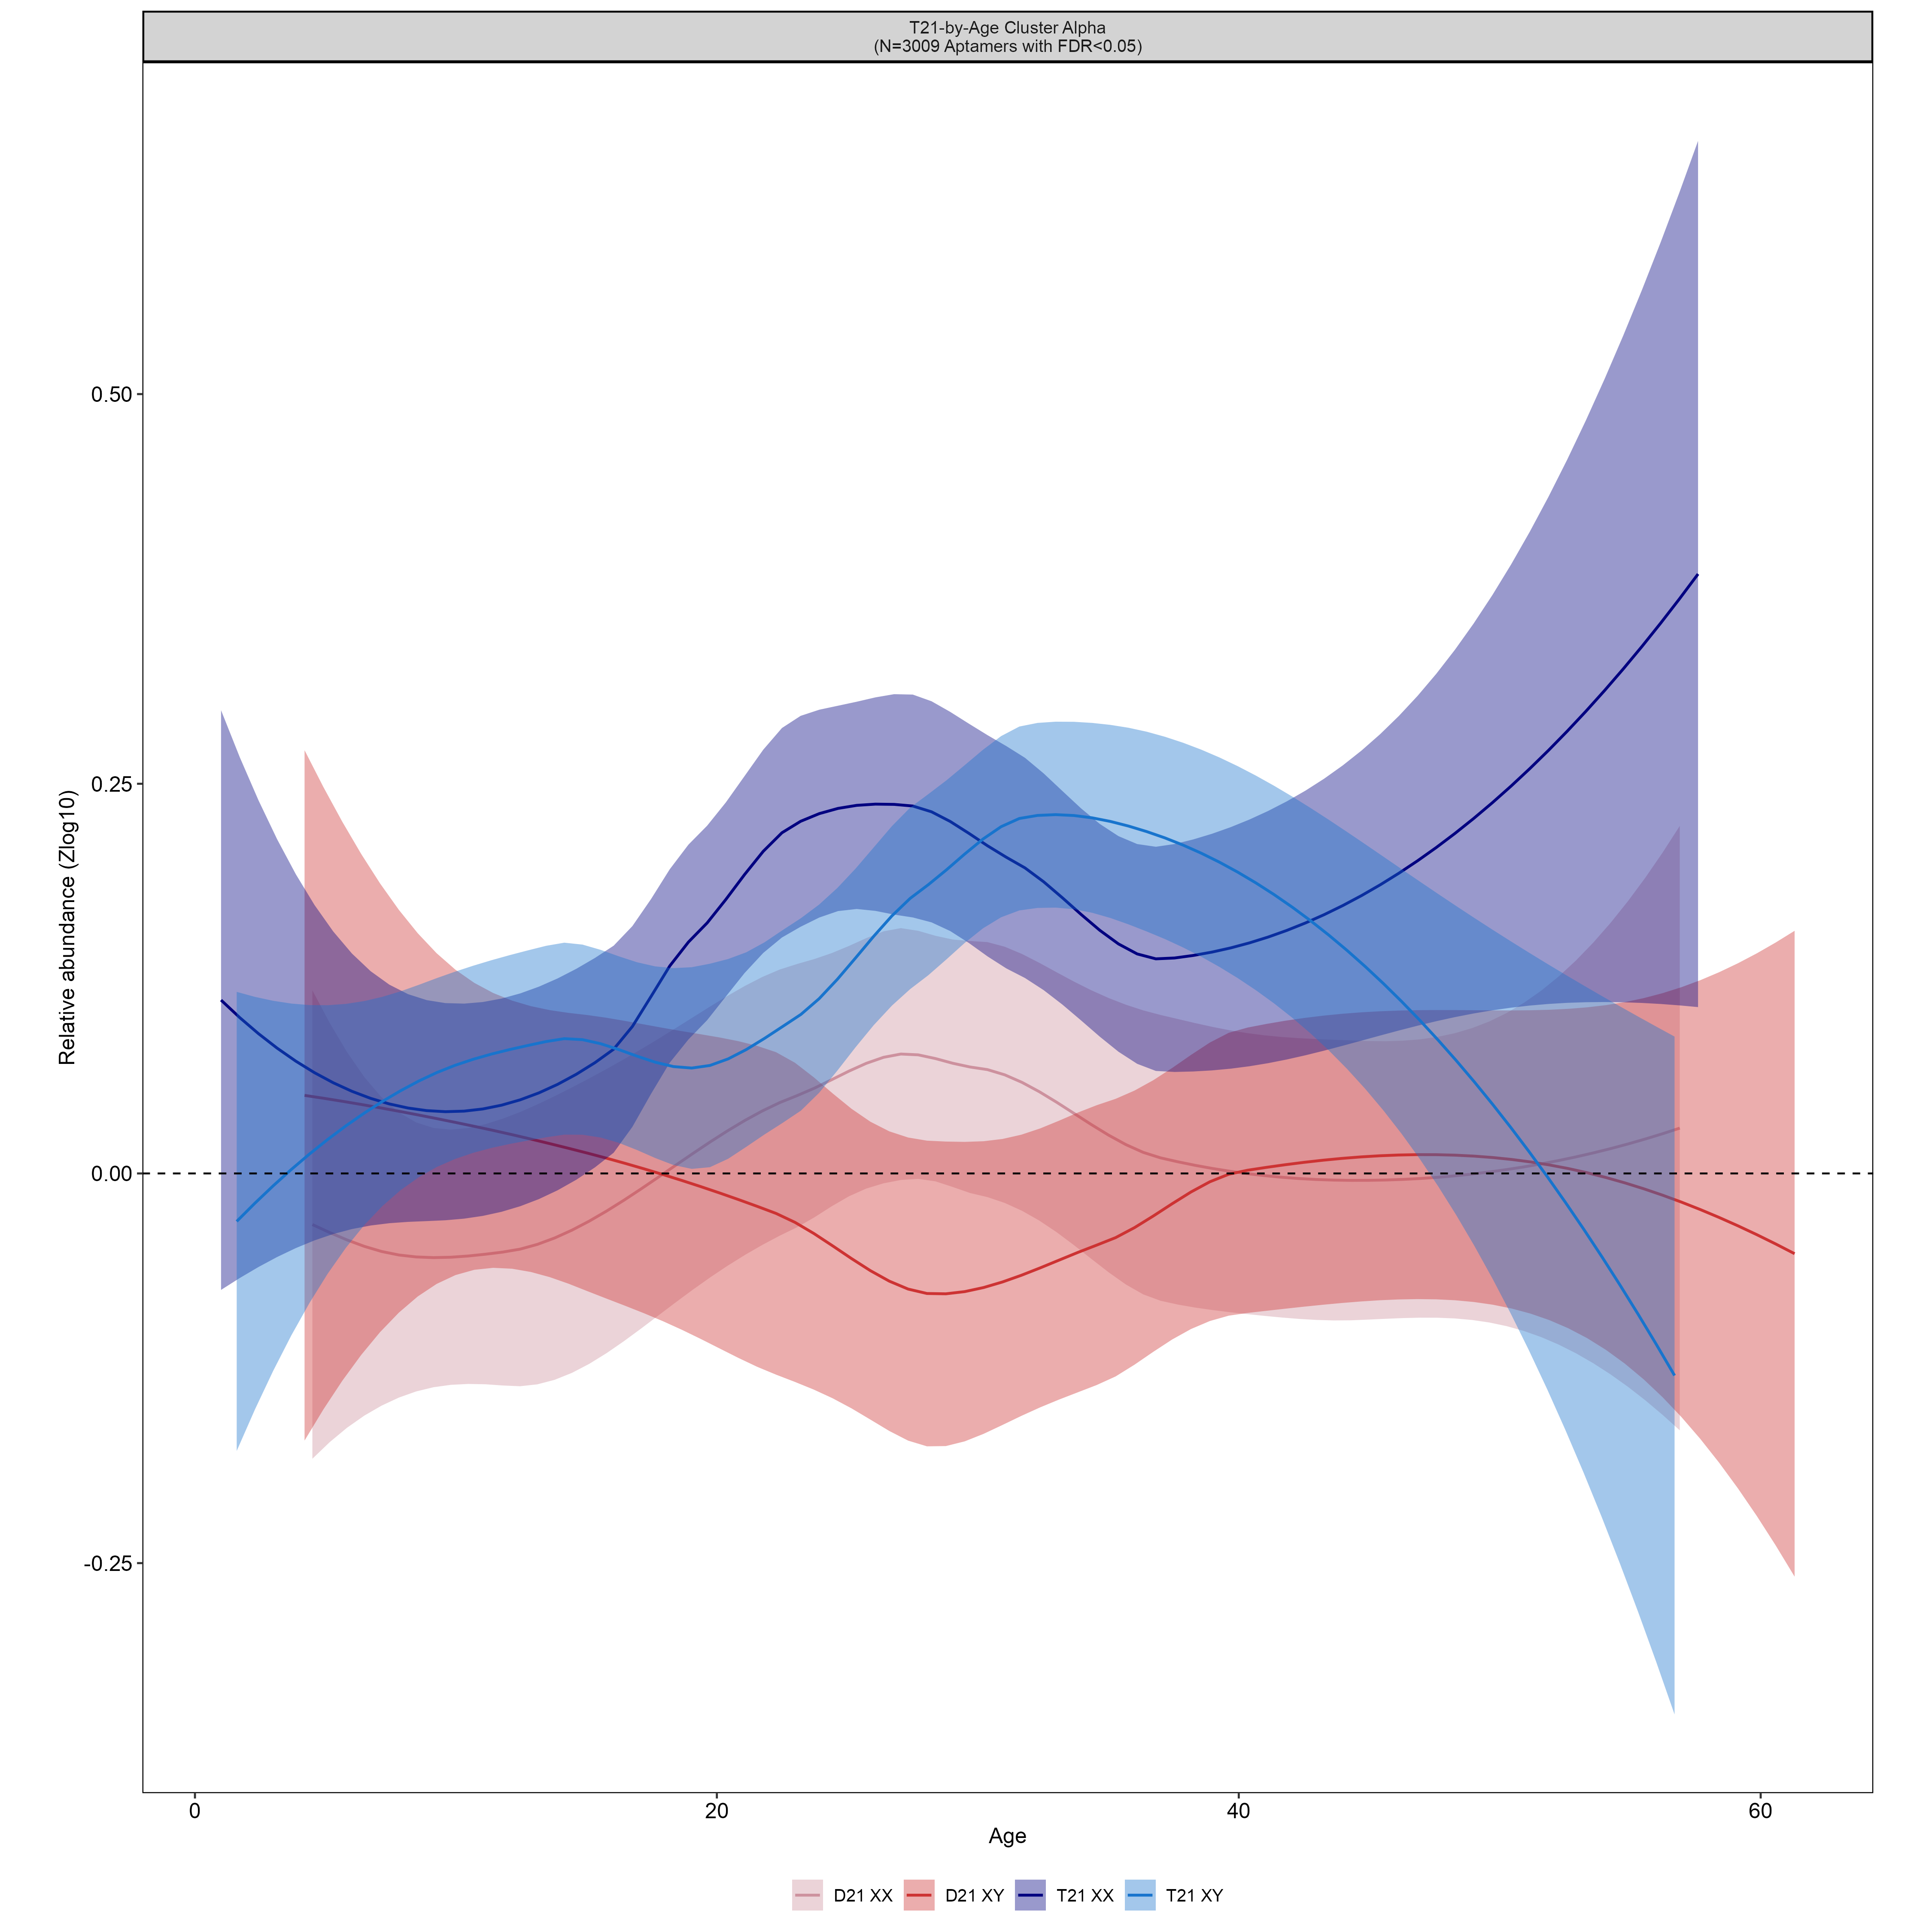 T21-by-Age Cluster Alpha
(N=3009 Aptamers with FDR<0.05)
Relative abundance (Zlog10)
0.50
0.25
0.00
-0.25
0 20 40 60
Age
D21 XX D21 XY T21 XX T21 XY